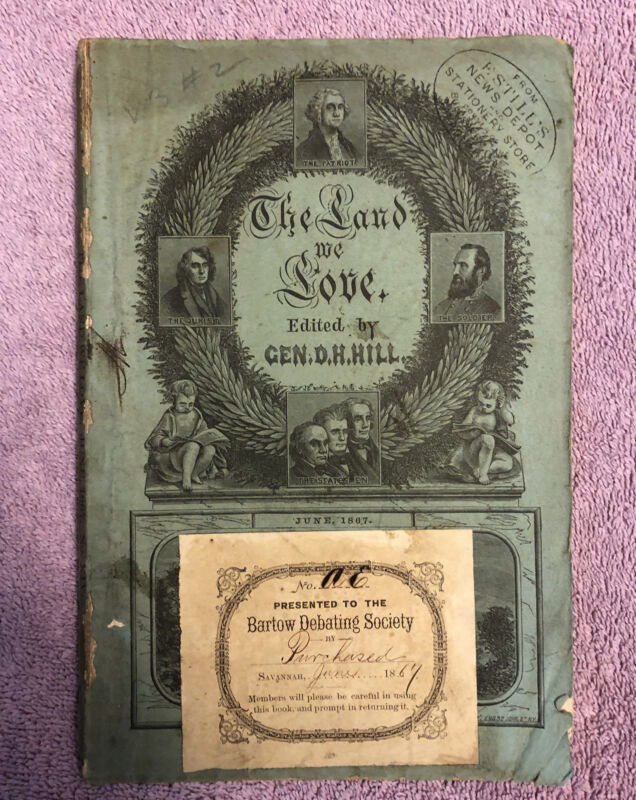 FROM
ESTILL'S
NEWS DEPOT
AND
STATIONERY STORE
THE PATRIOT.
The Land
we
Love.
THE JURIST.
THE SOLDIER.
Edited by
GEN. D. H. HILL.
THE STATESMEN.
JUNE, 1867.
No. A E
PRESENTED TO THE
Bartow Debating Society
BY
Purchased
SAVANNAH, June 1867
Members will please be careful in using
this book, and prompt in returning it.